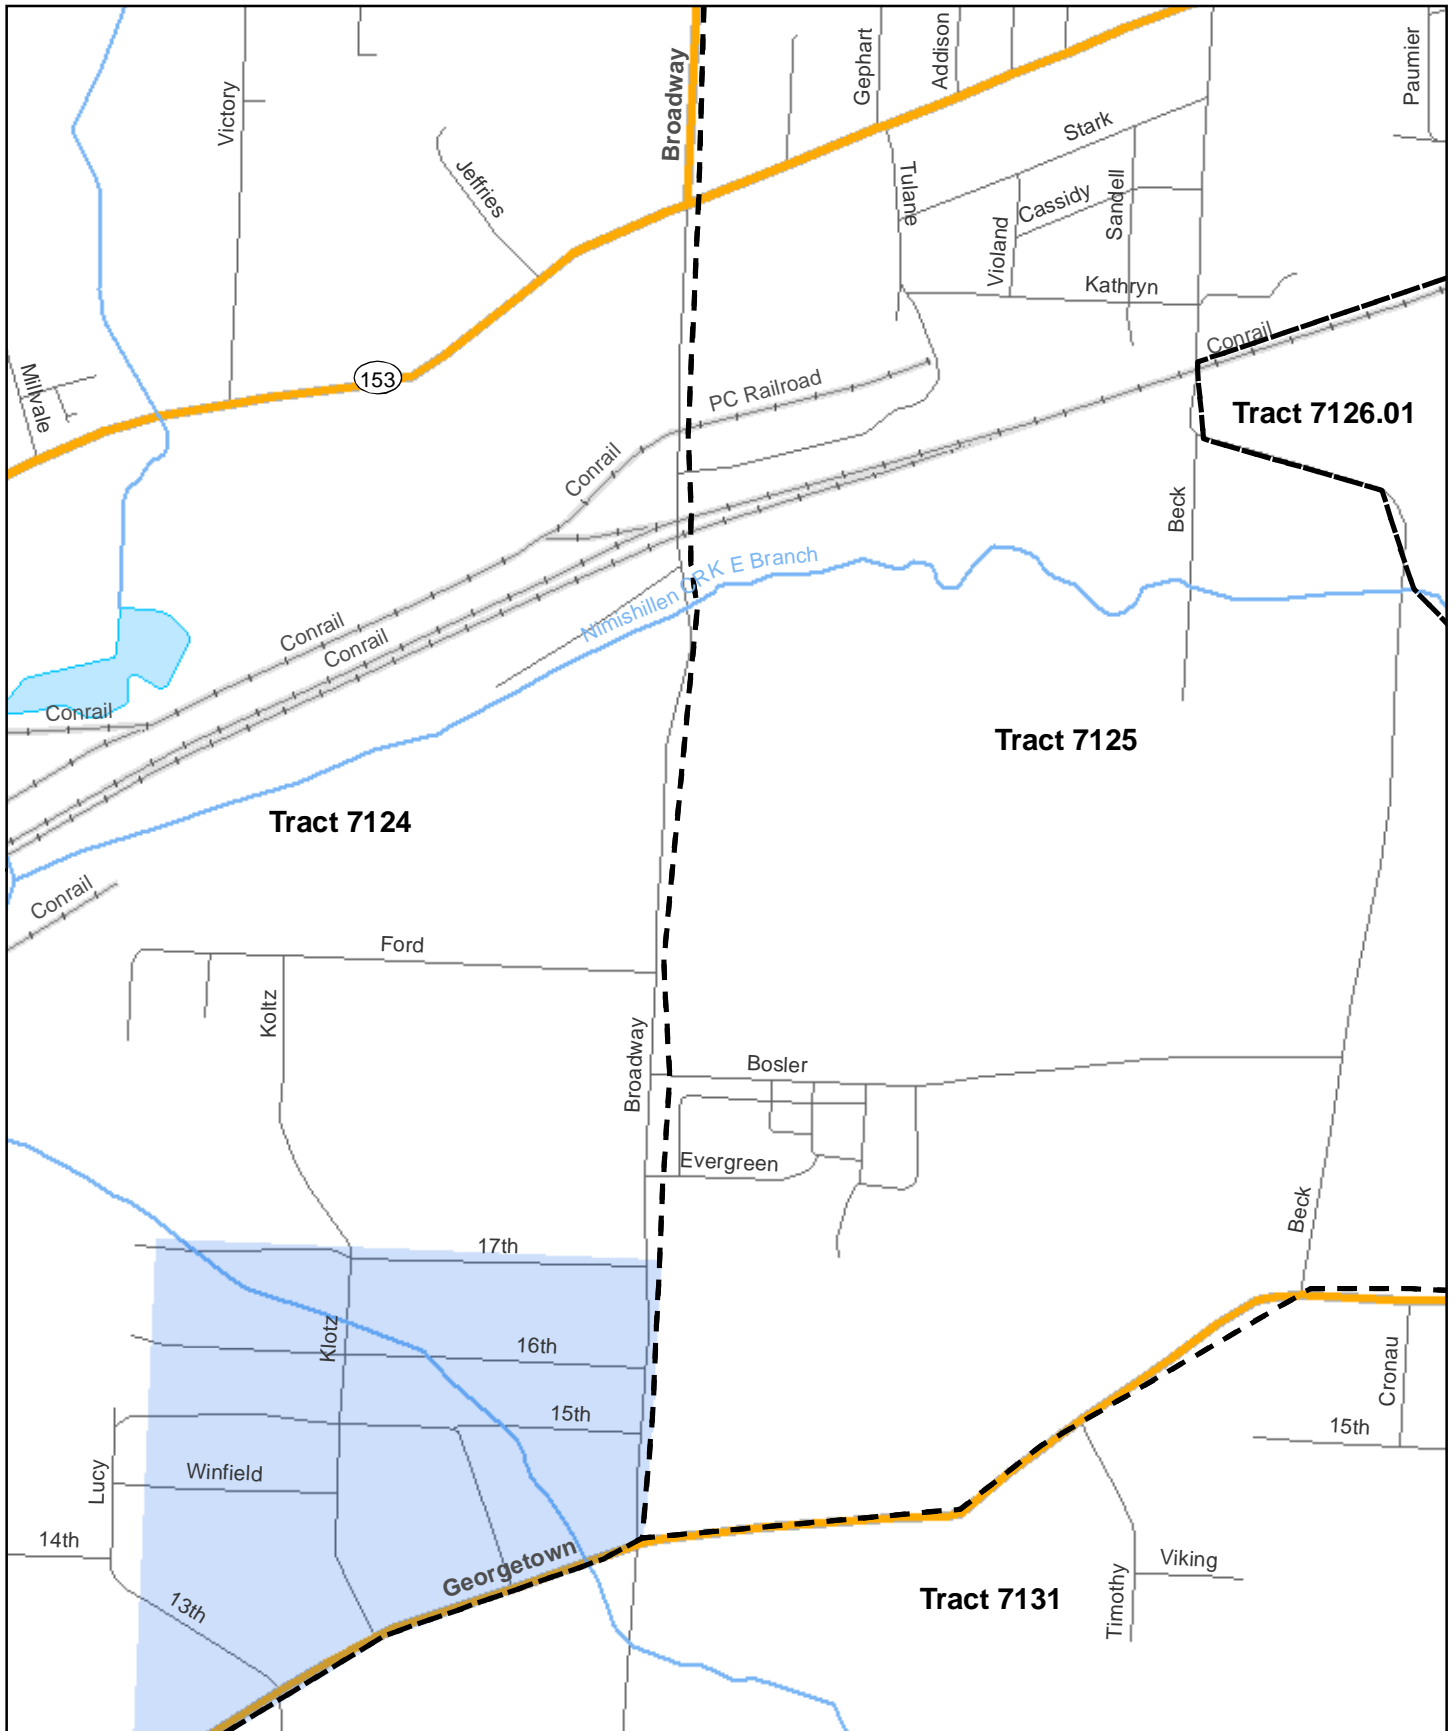 Victory
Broadway
Gephart
Addison
Paumier
Jeffries
Stark
Tulane
Cassidy
Sandell
Violand
Kathryn
Conrail
Millvale
153
PC Railroad
Tract 7126.01
Conrail
Beck
Nimishillen CRK E Branch
Conrail
Conrail
Conrail
Tract 7125
Tract 7124
Conrail
Ford
Koltz
Broadway
Bosler
Evergreen
Beck
17th
Klotz
16th
Cronau
15th
15th
Lucy
Winfield
14th
Georgetown
13th
Viking
Timothy
Tract 7131